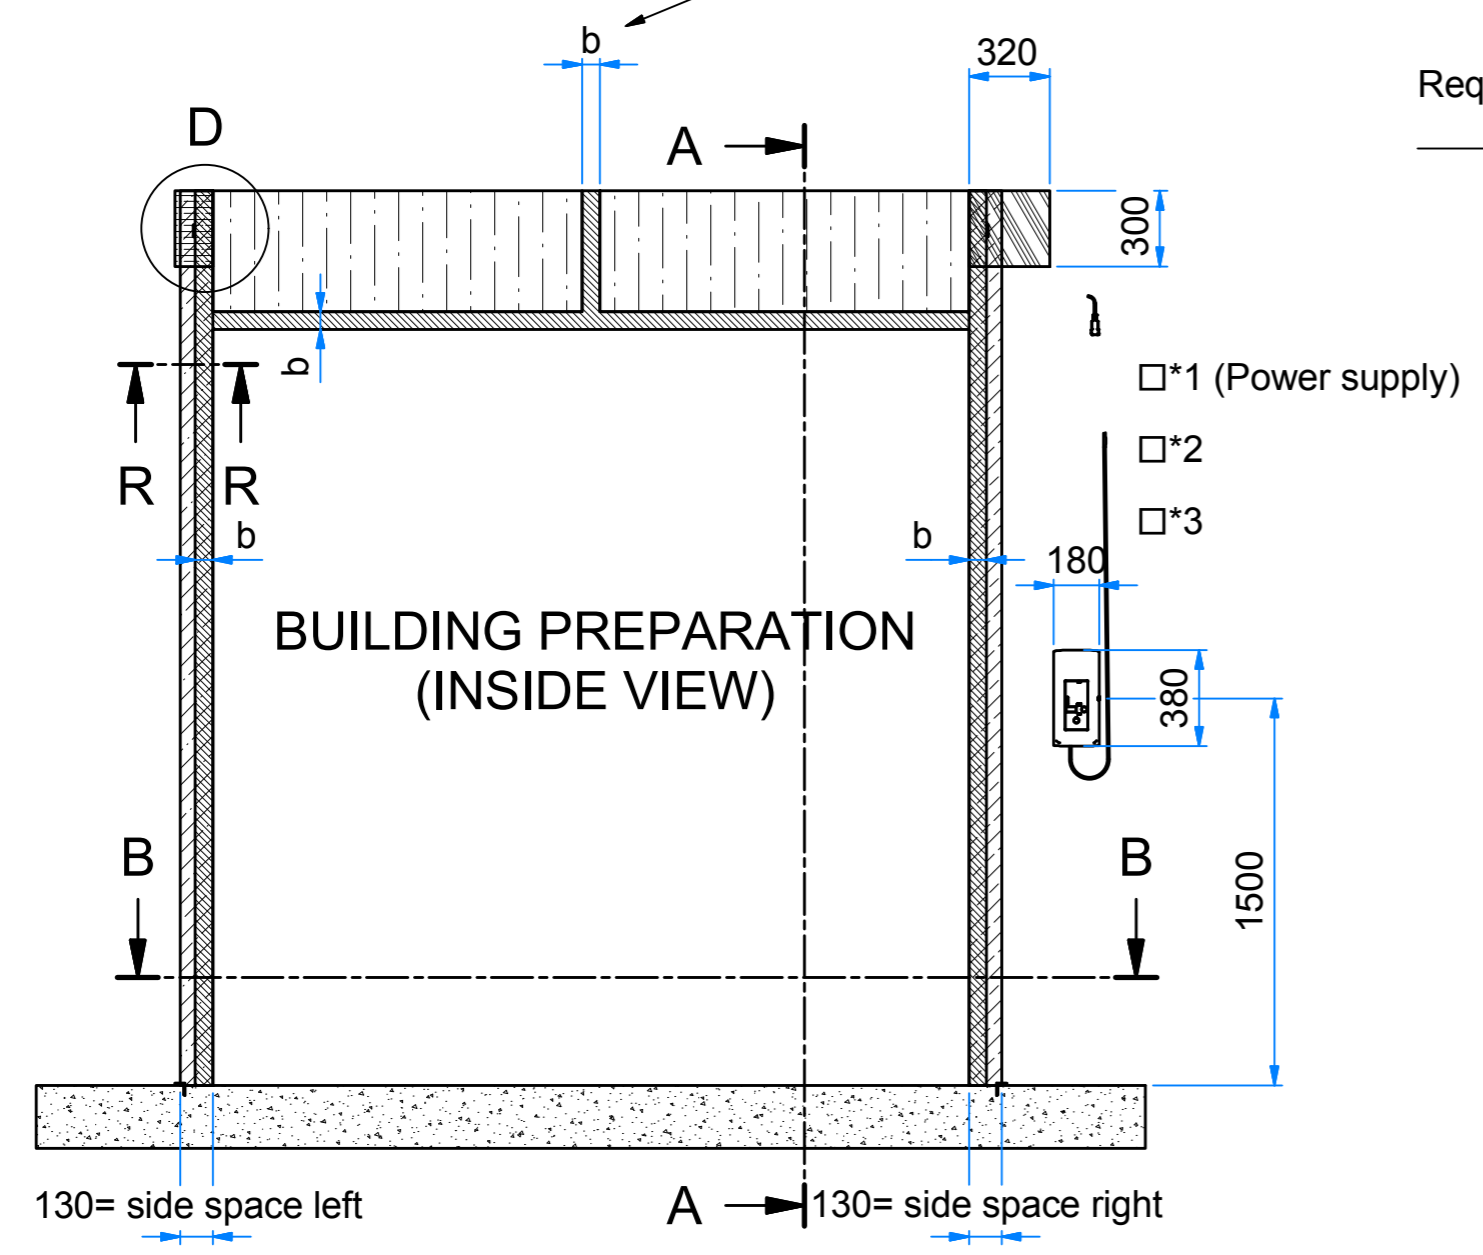 b
320
Req
D
A
300
b
□*1 (Power supply)
R R
□*2
□*3
b
b
180
BUILDING PREPARATION
(INSIDE VIEW)
380
B
B
1500
130= side space left
A
130= side space right